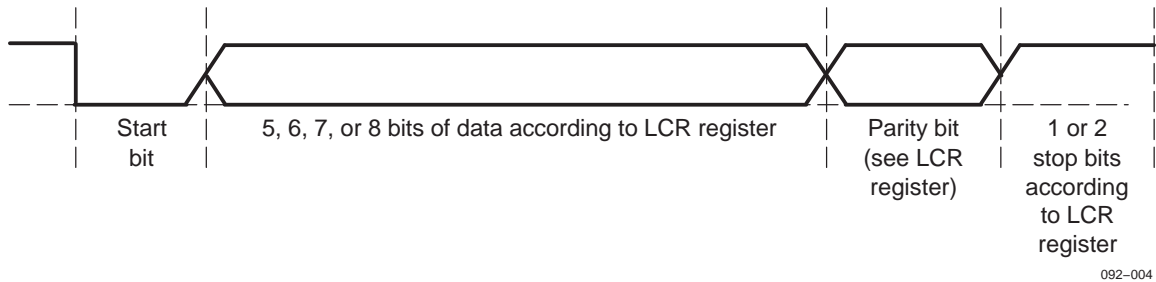 Start
bit
5, 6, 7, or 8 bits of data according to LCR register
Parity bit
(see LCR
register)
1 or 2
stop bits
according
to LCR
register
092–004